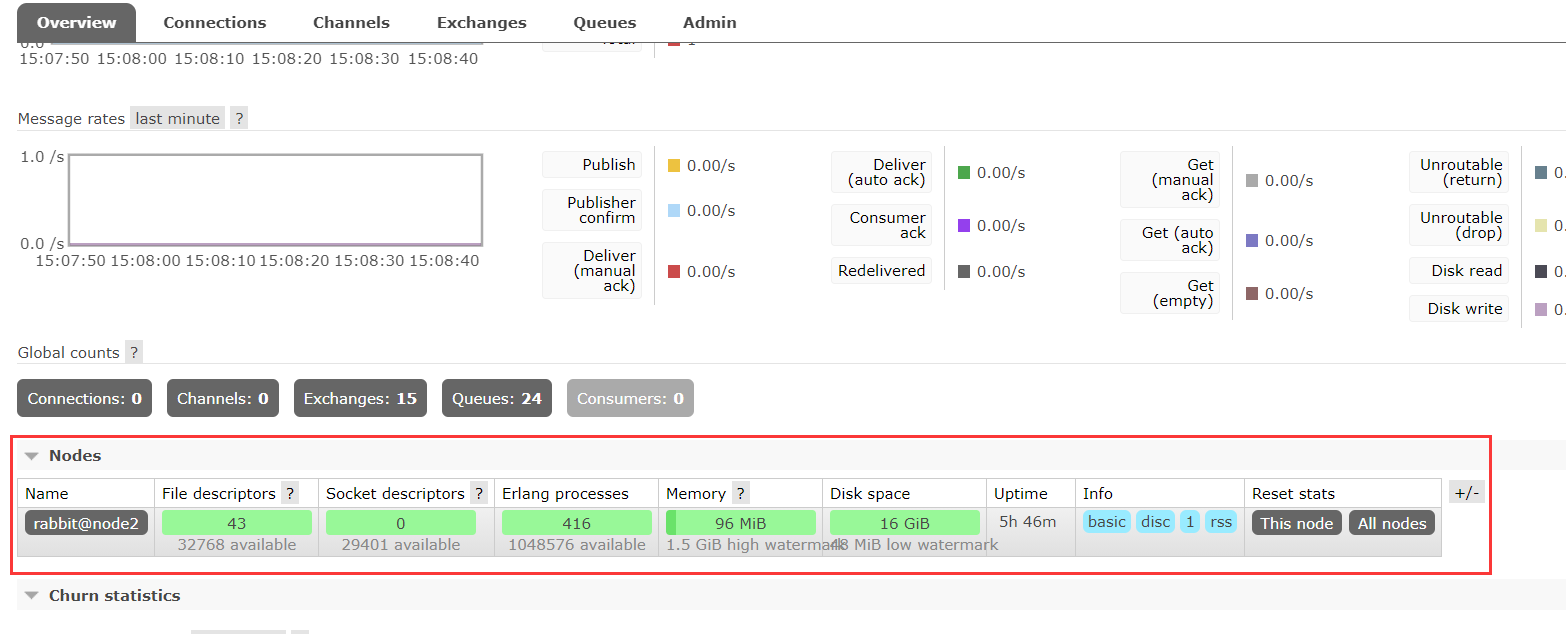 Overview Connections Channels Exchanges Queues Admin
0.0
Total 1
15:07:50 15:08:00 15:08:10 15:08:20 15:08:30 15:08:40
Message rates last minute ?
1.0 /s
0.0 /s
15:07:50 15:08:00 15:08:10 15:08:20 15:08:30 15:08:40
Publish 0.00/s
Publisher
confirm 0.00/s
Deliver
(manual
ack) 0.00/s
Deliver
(auto ack) 0.00/s
Consumer
ack 0.00/s
Redelivered 0.00/s
Get
(manual
ack) 0.00/s
Get (auto
ack) 0.00/s
Get
(empty) 0.00/s
Unroutable
(return) 0.
Unroutable
(drop) 0.
Disk read 0.
Disk write 0.
Global counts ?
Connections: 0 Channels: 0 Exchanges: 15 Queues: 24 Consumers: 0
Nodes
Name File descriptors ? Socket descriptors ? Erlang processes Memory ? Disk space Uptime Info Reset stats +/-
rabbit@node2 43 0 416 96 MiB 16 GiB 5h 46m basic disc 1 rss This node All nodes
32768 available 29401 available 1048576 available 1.5 GiB high watermark 48 MiB low watermark
Churn statistics